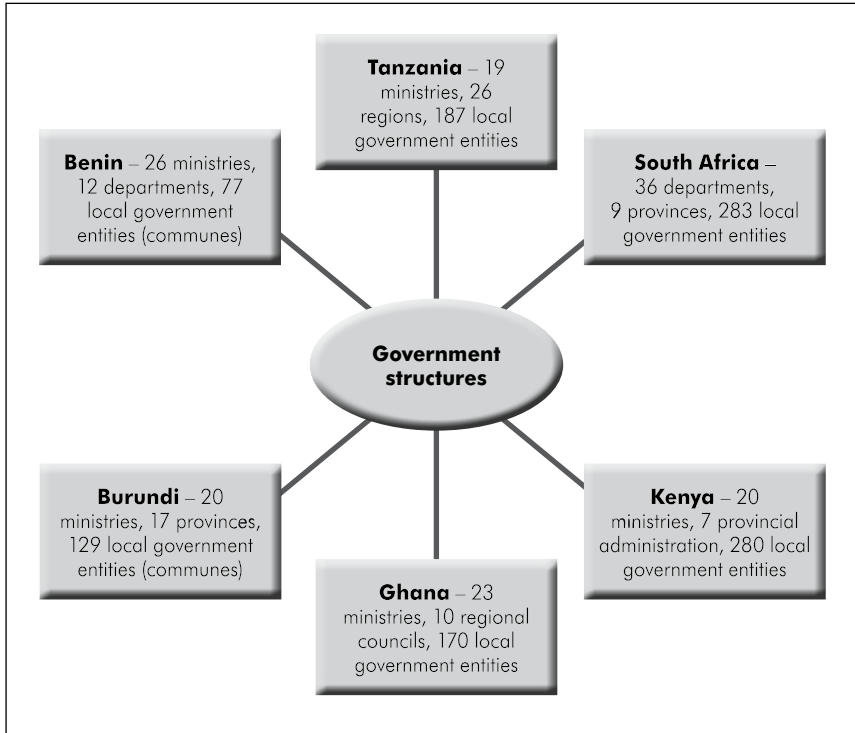 Tanzania – 19
ministries, 26
regions, 187 local
government entities
Benin – 26 ministries,
12 departments, 77
local government
entities (communes)
South Africa –
36 departments,
9 provinces, 283 local
government entities
Government
structures
Burundi – 20
ministries, 17 provinces,
129 local government
entities (communes)
Kenya – 20
ministries, 7 provincial
administration, 280 local
government entities
Ghana – 23
ministries, 10 regional
councils, 170 local
government entities